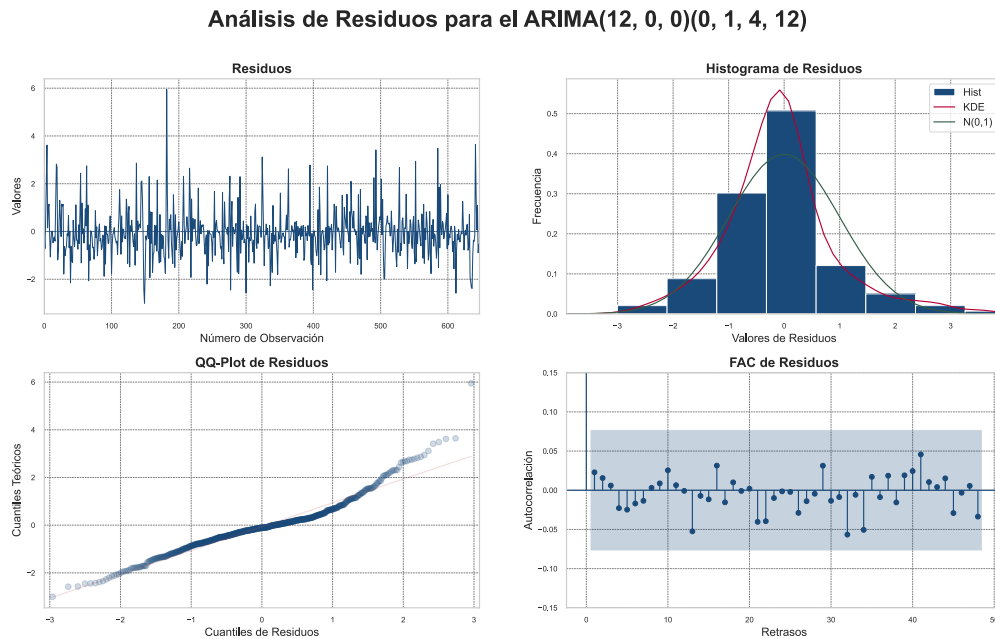 Análisis de Residuos para el ARIMA(12, 0, 0)(0, 1, 4, 12)
Residuos
Valores
6
4
2
0
−2
0 100 200 300 400 500 600
Número de Observación
Histograma de Residuos
Hist
KDE
N(0,1)
Frecuencia
0.5
0.4
0.3
0.2
0.1
0.0
−3 −2 −1 0 1 2 3
Valores de Residuos
QQ-Plot de Residuos
Cuantiles Teóricos
6
4
2
0
−2
−3 −2 −1 0 1 2 3
Cuantiles de Residuos
FAC de Residuos
Autocorrelación
0.15
0.10
0.05
0.00
−0.05
−0.10
−0.15
0 10 20 30 40 50
Retrasos